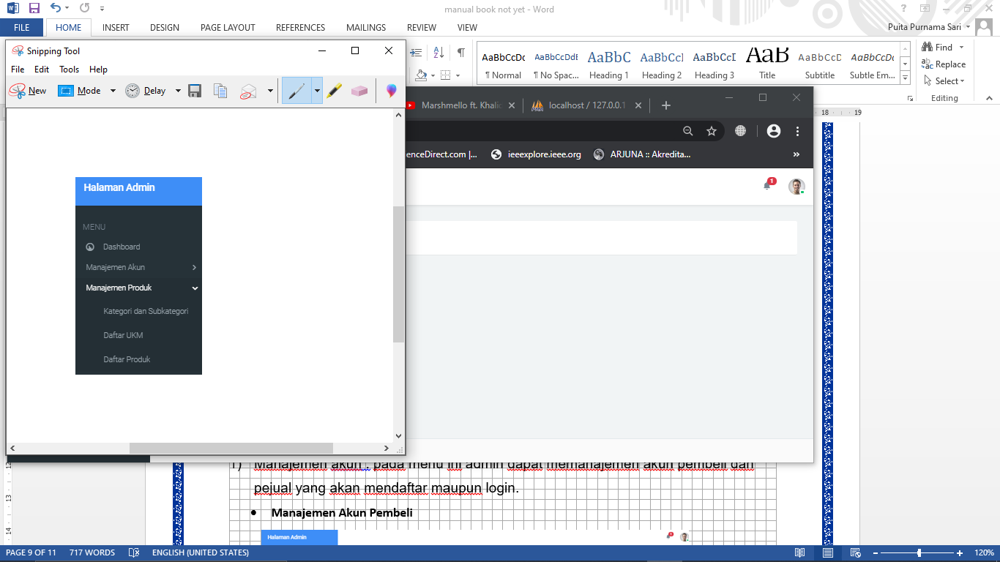 manual book not yet - Word
FILE HOME INSERT DESIGN PAGE LAYOUT REFERENCES MAILINGS REVIEW VIEW
Puita Purnama Sari
Snipping Tool
File Edit Tools Help
New Mode Delay
AaBbCcDc AaBbCcDdE AaBbC AaBbCcI AaBbCcD AaB AaBbCcD AaBbCcDc
¶ Normal ¶ No Spac... Heading 1 Heading 2 Heading 3 Title Subtitle Subtle Em...
Find
Replace
Select
Editing
Marshmello ft. Khalid
localhost / 127.0.0.1
18 19
enceDirect.com |... ieeexplore.ieee.org ARJUNA :: Akredita...
1
Halaman Admin
MENU
Dashboard
Manajemen Akun
Manajemen Produk
Kategori dan Subkategori
Daftar UKM
Daftar Produk
12
13
14
1) Manajemen akun : pada menu ini admin dapat memanajemen akun pembeli dan
pejual yang akan mendaftar maupun login.
• Manajemen Akun Pembeli
Halaman Admin
PAGE 9 OF 11 717 WORDS ENGLISH (UNITED STATES) 120%